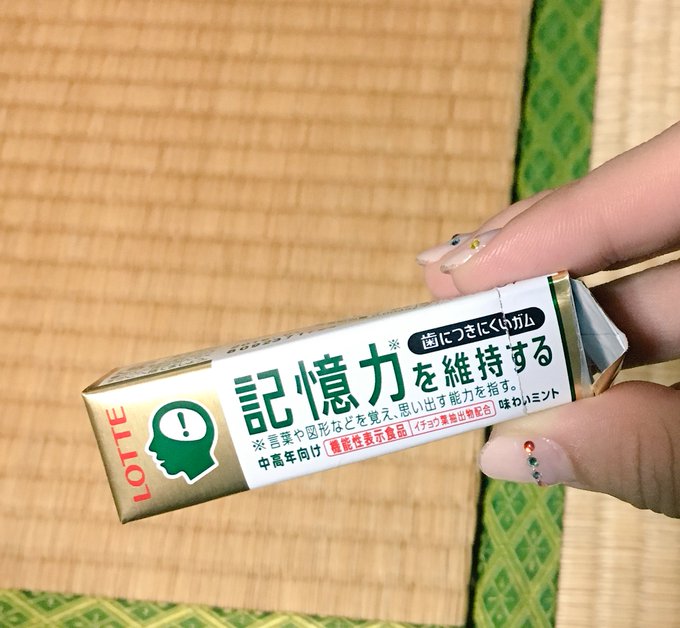 LOTTE
!
歯につきにくいガム
記憶力※を維持する
※言葉や図形などを覚え、思い出す能力を指す。
中高年向け 機能性表示食品 イチョウ葉抽出物配合 味わいミント